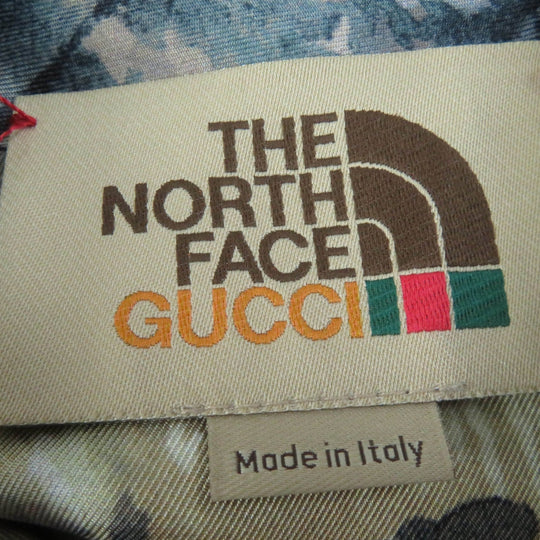 THE
NORTH
FACE
GUCCI
Made in Italy